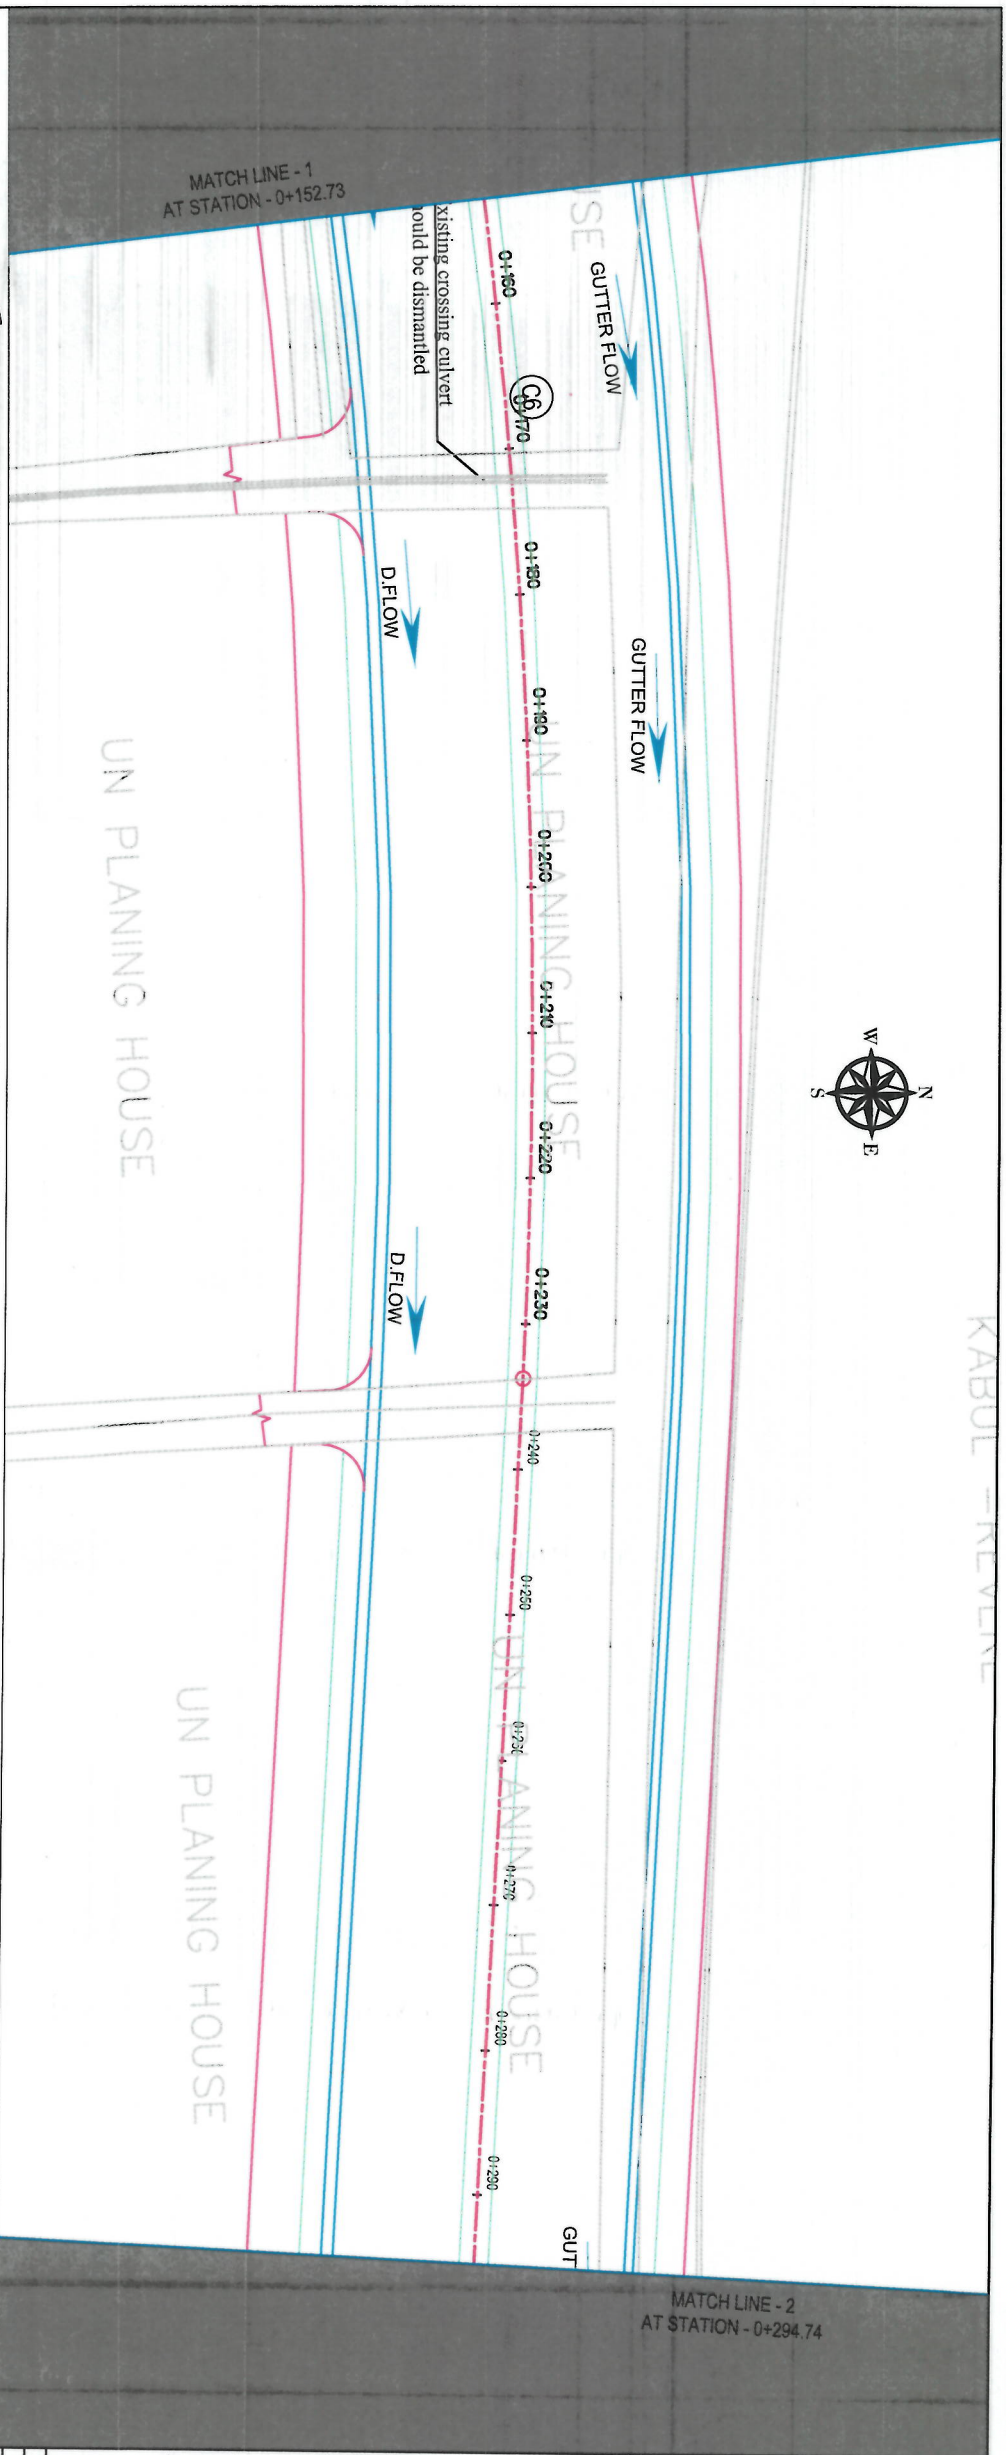 MATCH LINE - 1
AT STATION - 0+152.73
USE
GUTTER FLOW
0+160
C6
0+170
xisting crossing culvert
ould be dismantled
0+180
D.FLOW
GUTTER FLOW
0+190
UN PLANING HOUSE
UN PLANING HOUSE
0+200
0+210
0+220
N
W
E
S
0+230
D.FLOW
KABUL
0+240
0+250
UN PLANING HOUSE
0+260
UN PLANING HOUSE
0+270
0+280
0+290
GUT
MATCH LINE - 2
AT STATION - 0+294.74